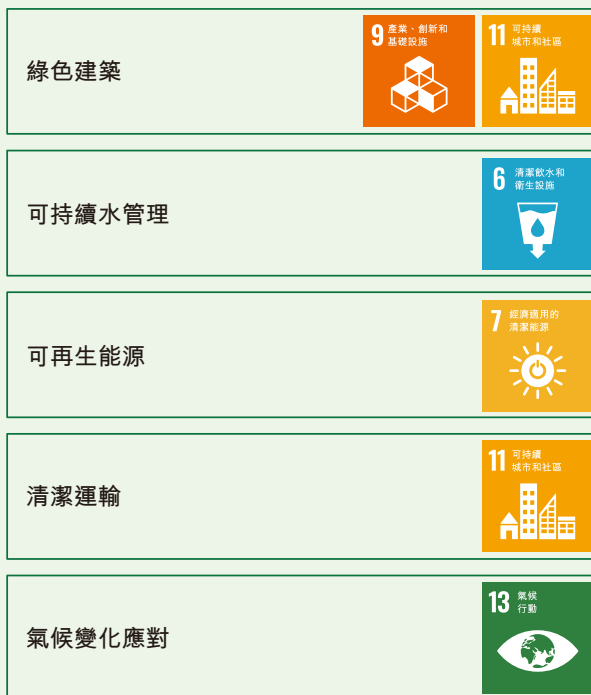 綠色建築
9 產業、創新和
基礎設施
11 可持續
城市和社區
可持續水管理
6 清潔飲水和
衛生設施
可再生能源
7 經濟適用的
清潔能源
清潔運輸
11 可持續
城市和社區
氣候變化應對
13 氣候
行動